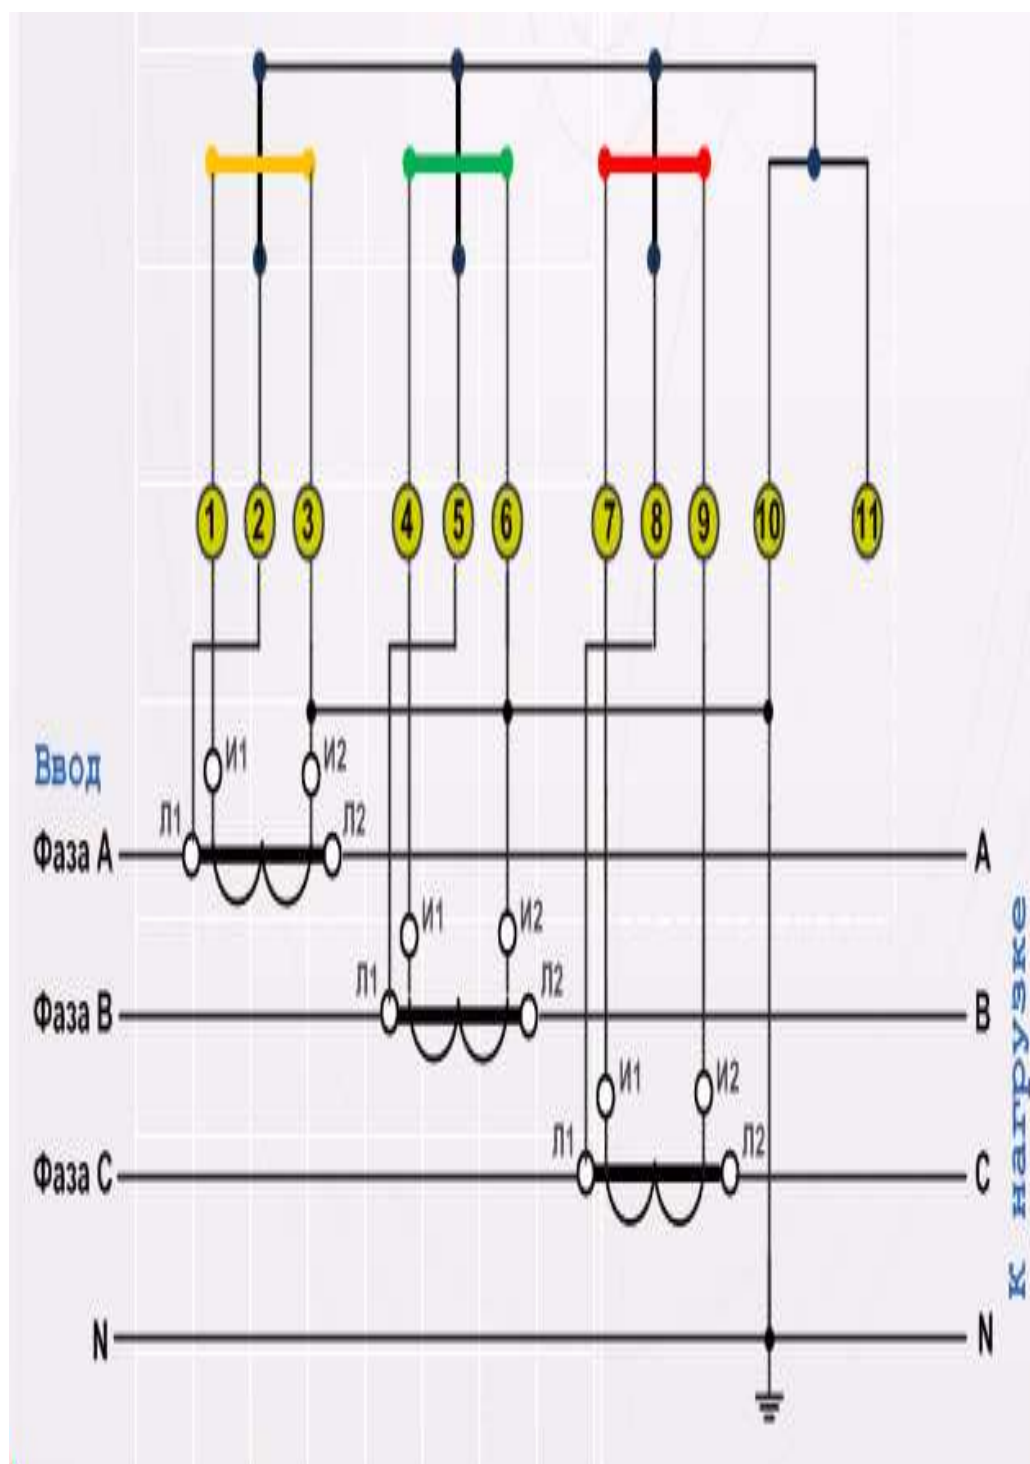 1 2 3 4 5 6 7 8 9 10 11
Ввод
И1 И2
Л1 Л2
Фаза А А
И1 И2
Л1 Л2
Фаза В В
И1 И2
Л1 Л2
Фаза С С
N N
К нагрузке